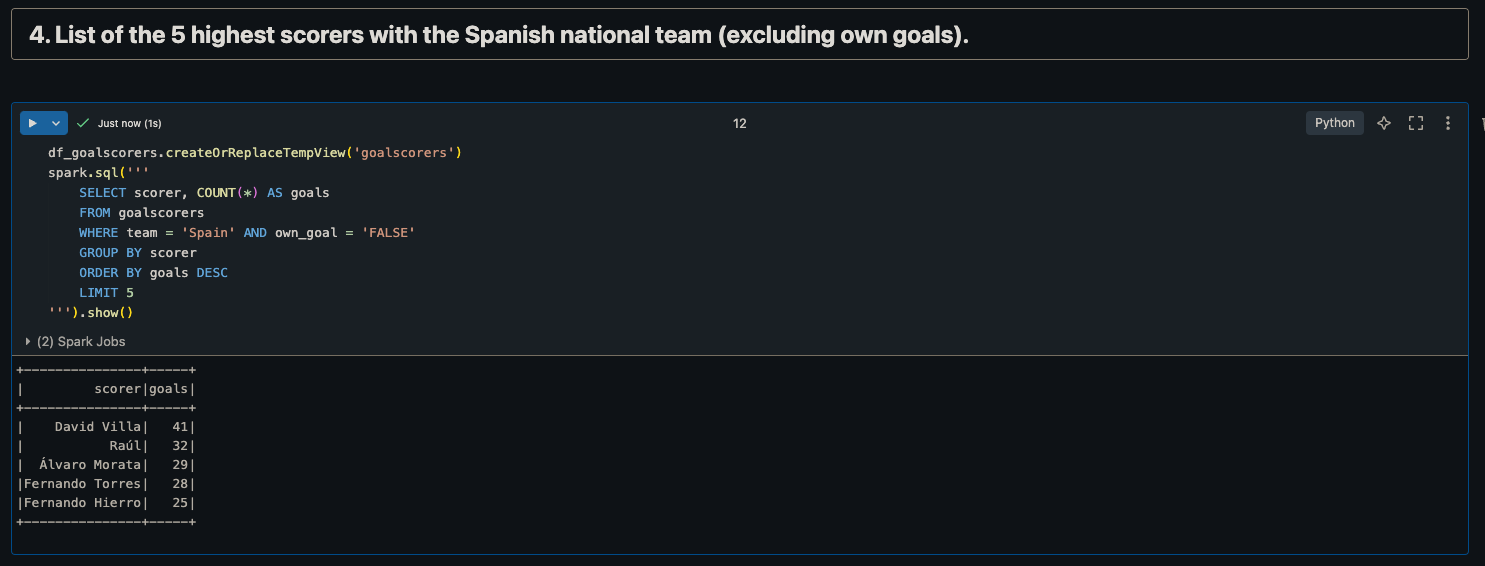 4. List of the 5 highest scorers with the Spanish national team (excluding own goals).
Just now (1s)
12
Python
df_goalscorers.createOrReplaceTempView('goalscorers')
spark.sql('''
    SELECT scorer, COUNT(*) AS goals
    FROM goalscorers
    WHERE team = 'Spain' AND own_goal = 'FALSE'
    GROUP BY scorer
    ORDER BY goals DESC
    LIMIT 5
''').show()
(2) Spark Jobs
+---------------+-----+
|         scorer|goals|
+---------------+-----+
|    David Villa|   41|
|           Raúl|   32|
|  Álvaro Morata|   29|
|Fernando Torres|   28|
|Fernando Hierro|   25|
+---------------+-----+